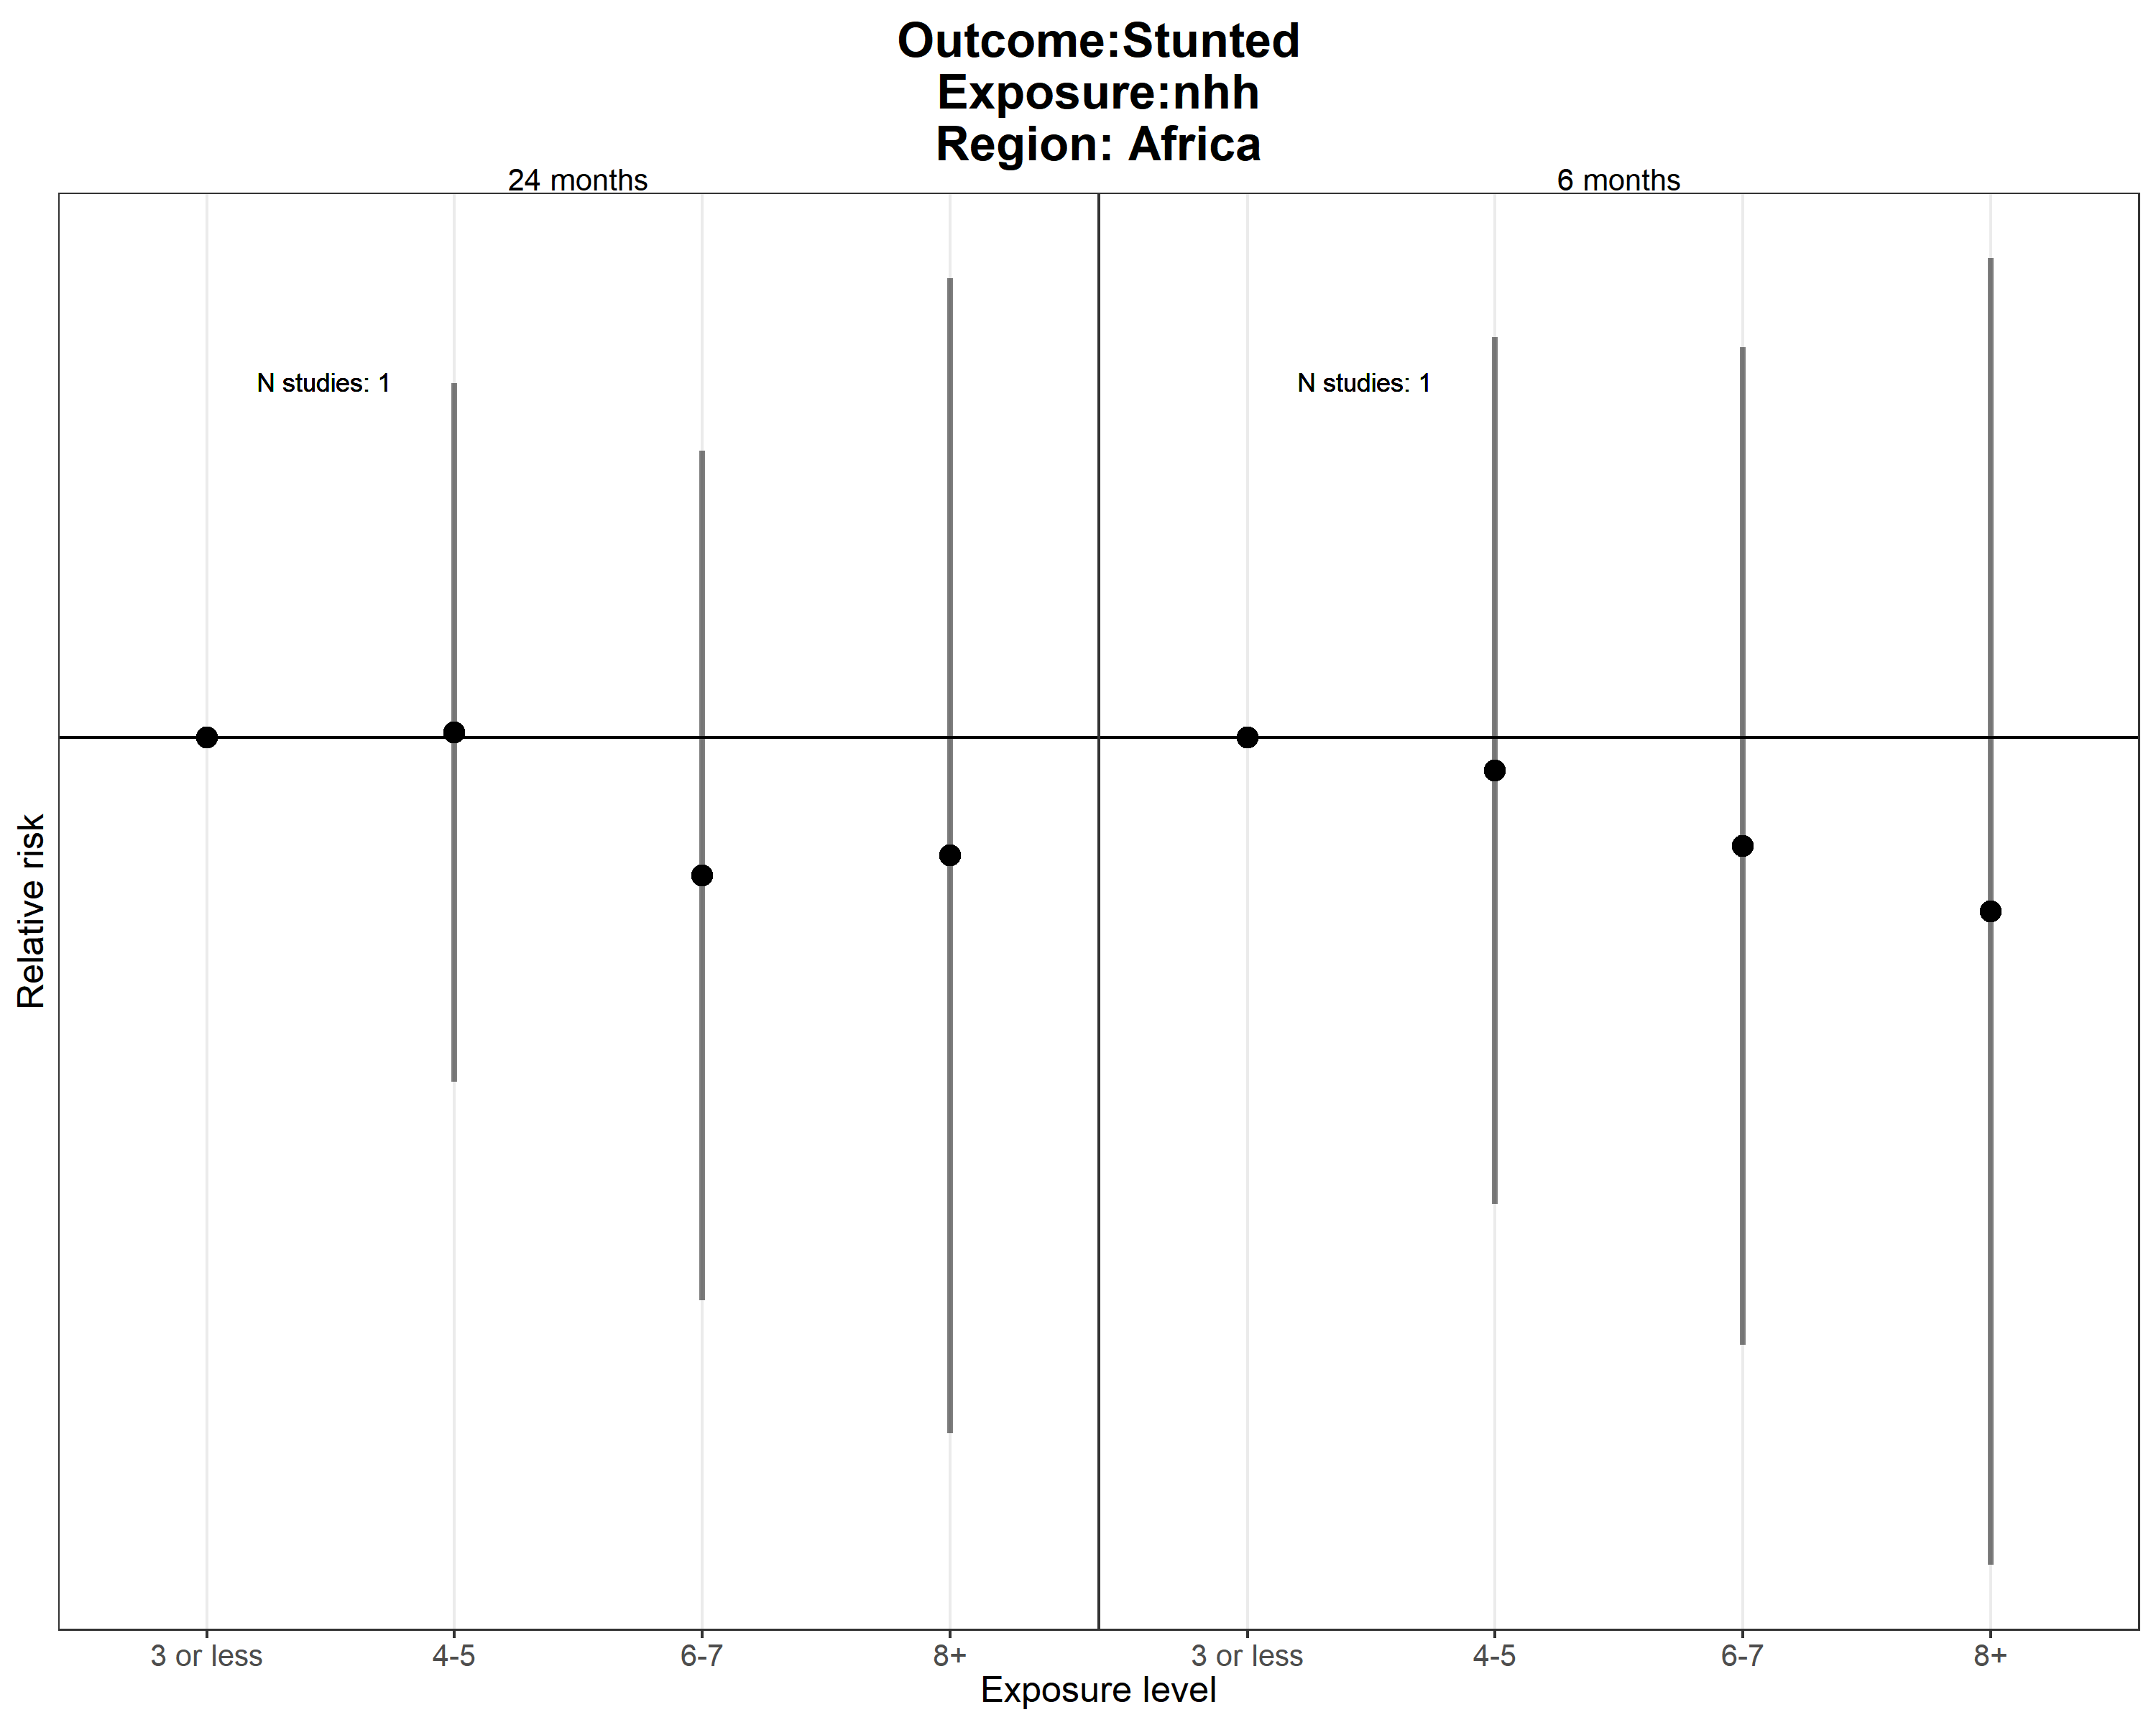 Outcome:Stunted
Exposure:nhh
Region: Africa
24 months
6 months
N studies: 1
N studies: 1
Relative risk
3 or less
4-5
6-7
8+
3 or less
4-5
6-7
8+
Exposure level